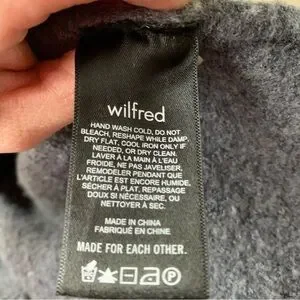 wilfred
HAND WASH COLD, DO NOT
BLEACH, RESHAPE WHILE DAMP,
DRY FLAT, COOL IRON ONLY IF
NEEDED, OR DRY CLEAN.
LAVER À LA MAIN À L'EAU
FROIDE, NE PAS JAVELISER,
REMODELER PENDANT QUE
L'ARTICLE EST ENCORE HUMIDE,
SÉCHER À PLAT, REPASSAGE
DOUX SI NÉCESSAIRE, OU
NETTOYER À SEC.
MADE IN CHINA
FABRIQUÉ EN CHINE
MADE FOR EACH OTHER.
P